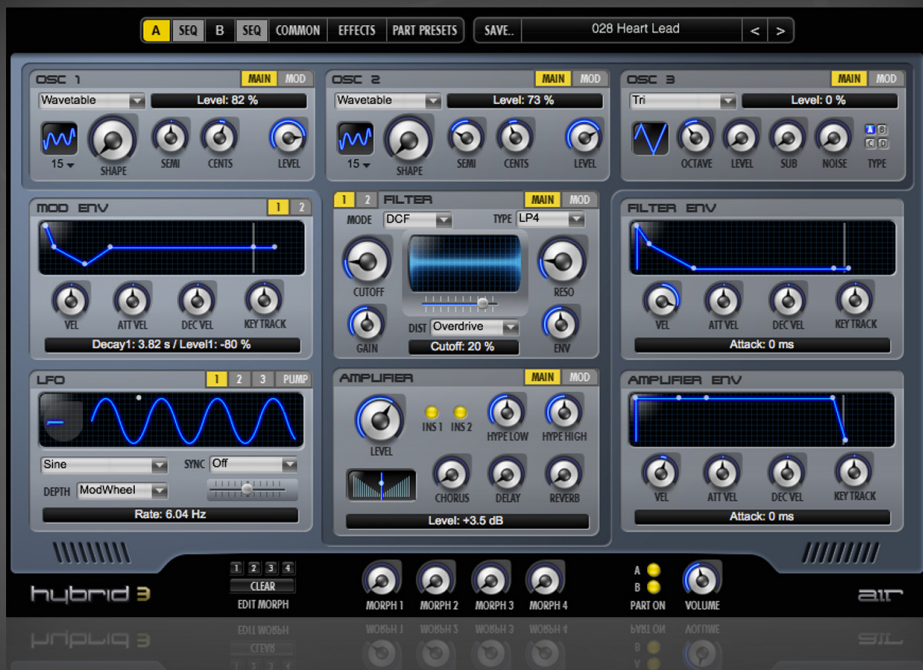 A SEQ B SEQ COMMON EFFECTS PART PRESETS SAVE.. 028 Heart Lead < >
OSC 1 MAIN MOD
Wavetable Level: 82 %
15 SHAPE SEMI CENTS LEVEL
OSC 2 MAIN MOD
Wavetable Level: 73 %
15 SHAPE SEMI CENTS LEVEL
OSC 3 MAIN MOD
Tri Level: 0 %
A B
C D
OCTAVE LEVEL SUB NOISE TYPE
MOD ENV 1 2
VEL ATT VEL DEC VEL KEY TRACK
Decay1: 3.82 s / Level1: -80 %
1 2 FILTER MAIN MOD
MODE DCF TYPE LP4
CUTOFF RESO
DIST Overdrive
GAIN Cutoff: 20 % ENV
FILTER ENV
VEL ATT VEL DEC VEL KEY TRACK
Attack: 0 ms
LFO 1 2 3 PUMP
Sine SYNC Off
DEPTH ModWheel
Rate: 6.04 Hz
AMPLIFIER MAIN MOD
LEVEL INS 1 INS 2 HYPE LOW HYPE HIGH
CHORUS DELAY REVERB
Level: +3.5 dB
AMPLIFIER ENV
VEL ATT VEL DEC VEL KEY TRACK
Attack: 0 ms
hybrid 3
1 2 3 4
CLEAR
EDIT MORPH
MORPH 1 MORPH 2 MORPH 3 MORPH 4
A
B
PART ON VOLUME
air